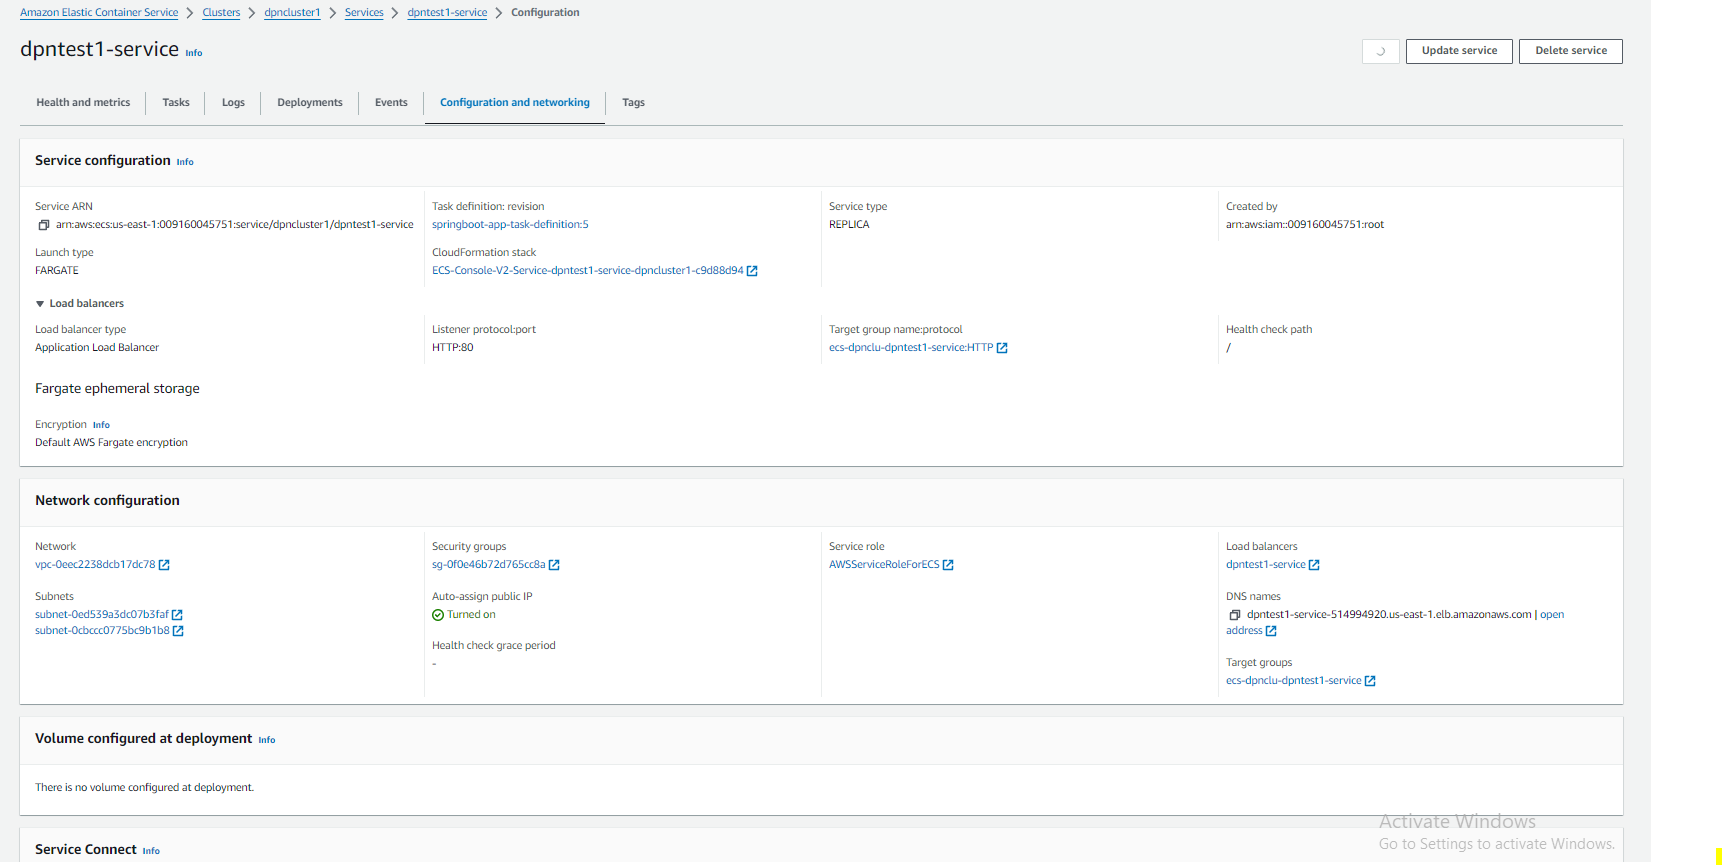 Amazon Elastic Container Service > Clusters > dpncluster1 > Services > dpntest1-service > Configuration
dpntest1-service Info
Update service Delete service
Health and metrics Tasks Logs Deployments Events Configuration and networking Tags
Service configuration Info
Service ARN
arn:aws:ecs:us-east-1:009160045751:service/dpncluster1/dpntest1-service
Task definition: revision
springboot-app-task-definition:5
Service type
REPLICA
Created by
arn:aws:iam::009160045751:root
Launch type
FARGATE
CloudFormation stack
ECS-Console-V2-Service-dpntest1-service-dpncluster1-c9d88d94
Load balancers
Load balancer type
Application Load Balancer
Listener protocol:port
HTTP:80
Target group name:protocol
ecs-dpnclu-dpntest1-service:HTTP
Health check path
/
Fargate ephemeral storage
Encryption Info
Default AWS Fargate encryption
Network configuration
Network
vpc-0eec2238dcb17dc78
Subnets
subnet-0ed539a3dc07b3faf
subnet-0cbccc0775bc9b1b8
Security groups
sg-0f0e46b72d765cc8a
Auto-assign public IP
Turned on
Health check grace period
-
Service role
AWSServiceRoleForECS
Load balancers
dpntest1-service
DNS names
dpntest1-service-514994920.us-east-1.elb.amazonaws.com | open
address
Target groups
ecs-dpnclu-dpntest1-service
Volume configured at deployment Info
There is no volume configured at deployment.
Activate Windows
Go to Settings to activate Windows.
Service Connect Info